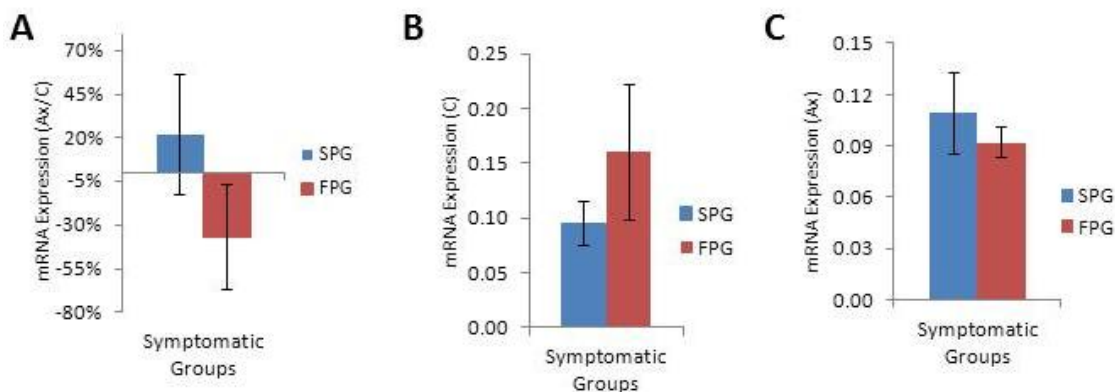 A
mRNA Expression (Ax/C)
70%
45%
20%
-5%
-30%
-55%
-80%
Symptomatic
Groups
SPG
FPG
B
mRNA Expression (C)
0.25
0.20
0.15
0.10
0.05
0.00
Symptomatic
Groups
SPG
FPG
C
mRNA Expression (Ax)
0.15
0.12
0.09
0.06
0.03
0.00
Symptomatic
Groups
SPG
FPG